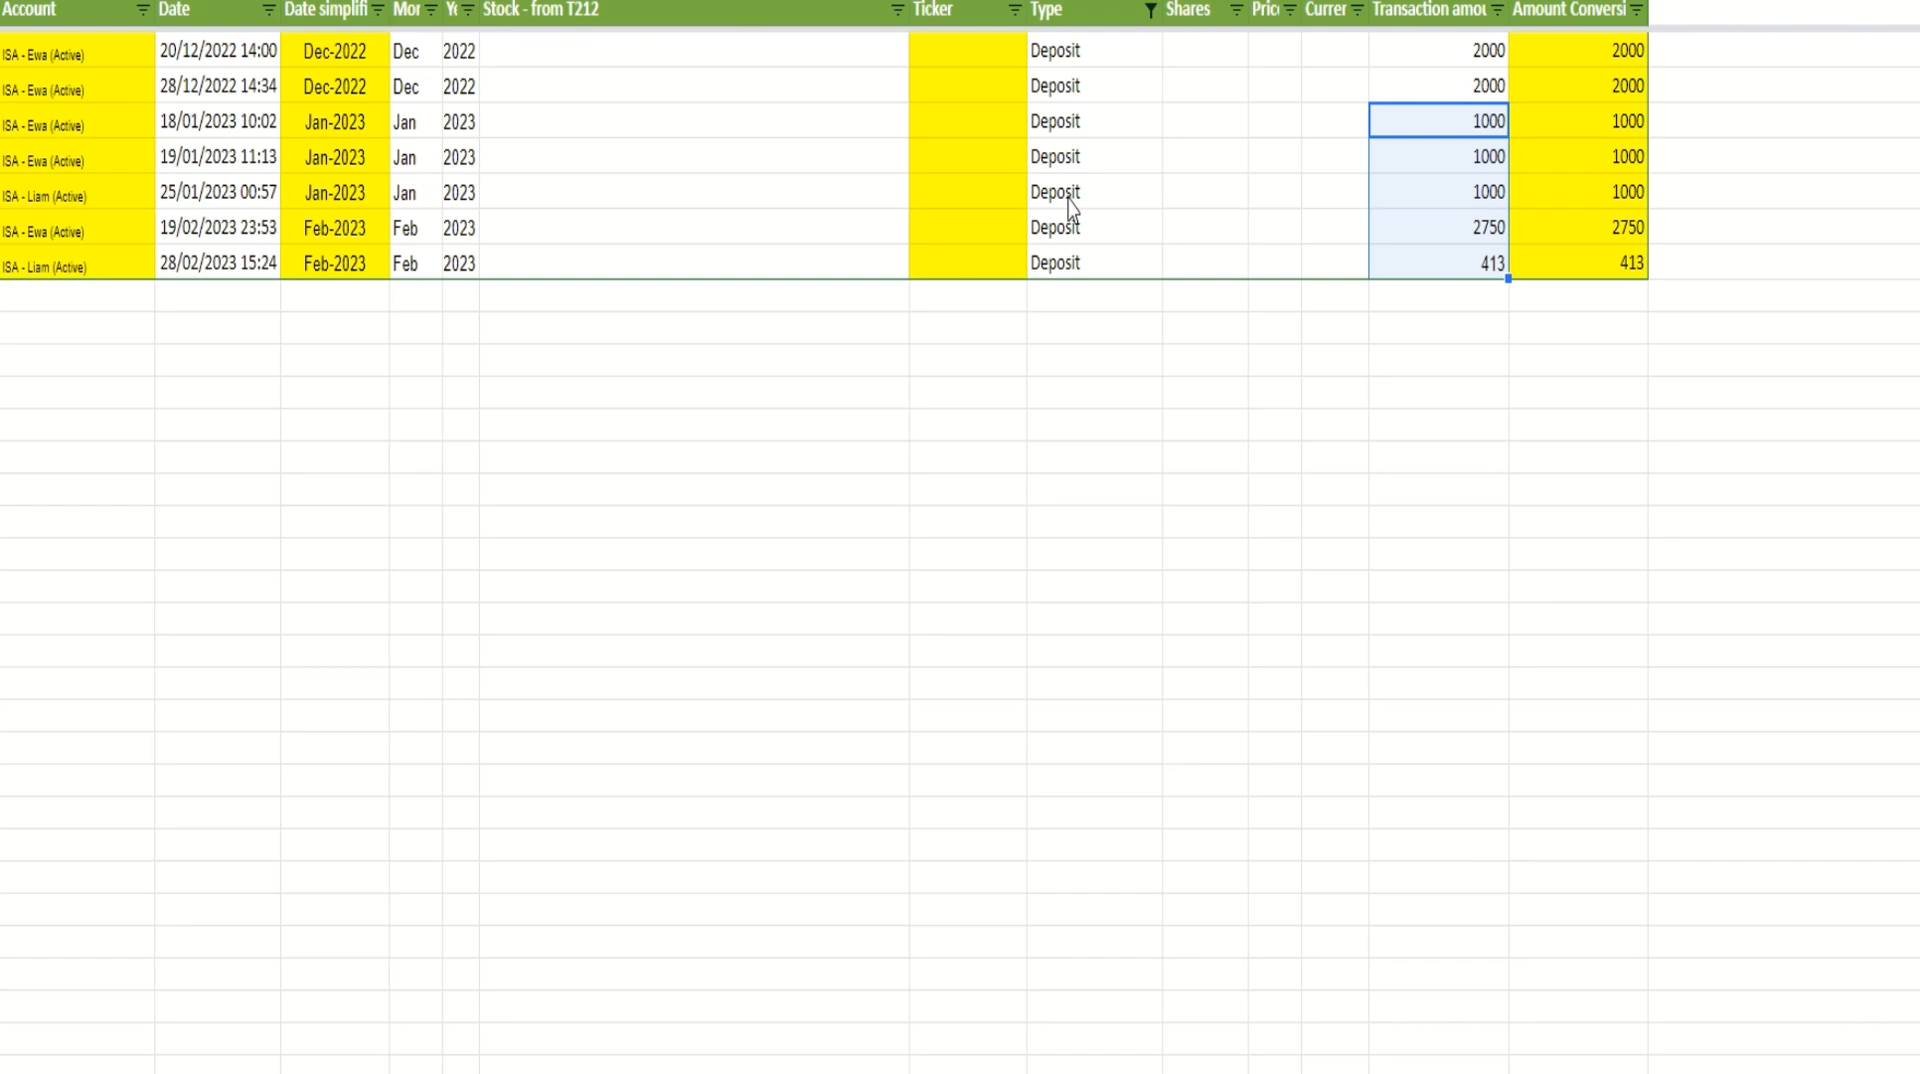 Account Date Date simplifi Mor Ye Stock - from T212 Ticker Type Shares Pric Currer Transaction amou Amount Conversi
ISA - Ewa (Active) 20/12/2022 14:00 Dec-2022 Dec 2022 Deposit 2000 2000
ISA - Ewa (Active) 28/12/2022 14:34 Dec-2022 Dec 2022 Deposit 2000 2000
ISA - Ewa (Active) 18/01/2023 10:02 Jan-2023 Jan 2023 Deposit 1000 1000
ISA - Ewa (Active) 19/01/2023 11:13 Jan-2023 Jan 2023 Deposit 1000 1000
ISA - Liam (Active) 25/01/2023 00:57 Jan-2023 Jan 2023 Deposit 1000 1000
ISA - Ewa (Active) 19/02/2023 23:53 Feb-2023 Feb 2023 Deposit 2750 2750
ISA - Liam (Active) 28/02/2023 15:24 Feb-2023 Feb 2023 Deposit 413 413